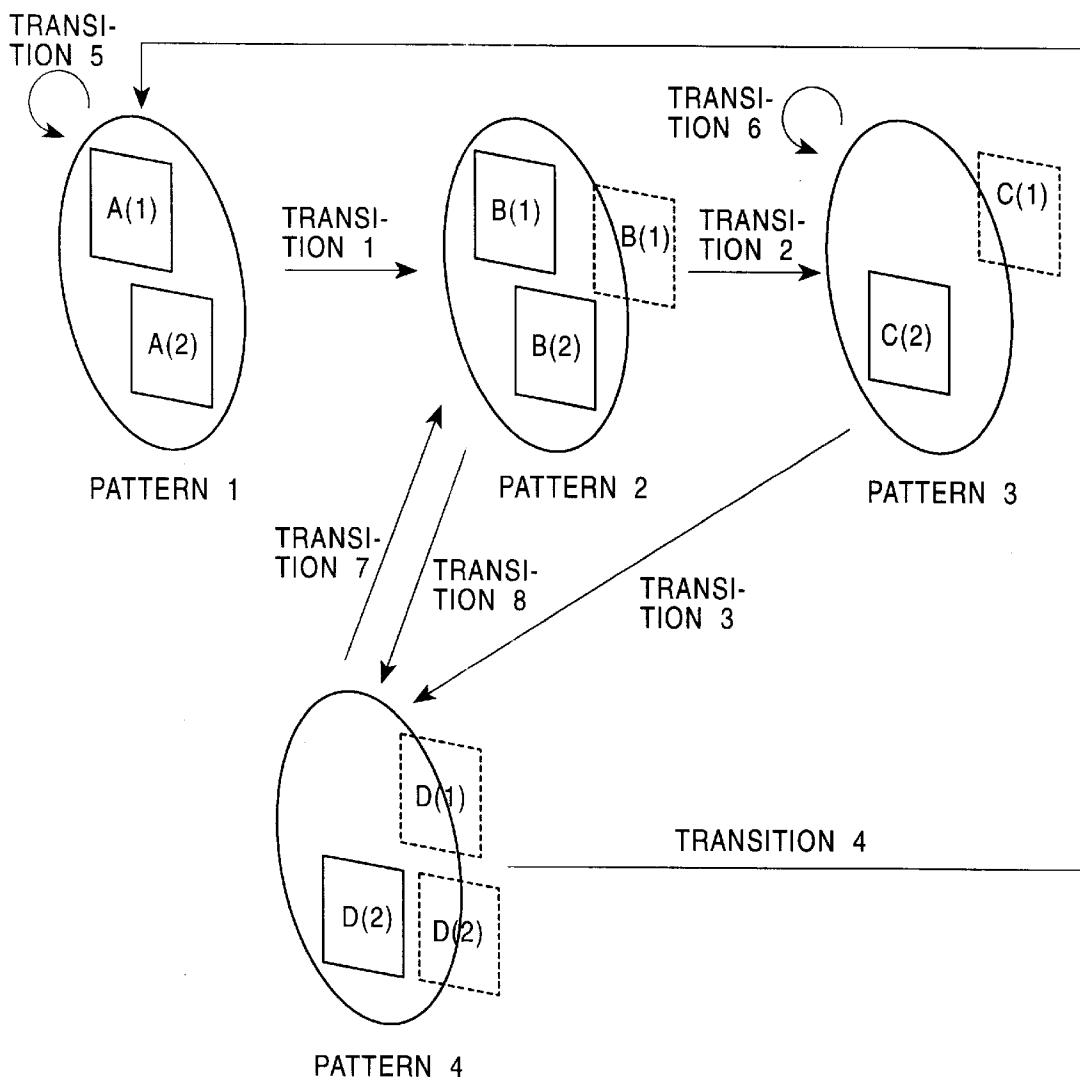 TRANSI-
TION 5
TRANSI-
TION 6
A(1)
A(2)
TRANSI-
TION 1
B(1)
B(1)
B(2)
TRANSI-
TION 2
C(1)
C(2)
PATTERN 1
PATTERN 2
PATTERN 3
TRANSI-
TION 7
TRANSI-
TION 8
TRANSI-
TION 3
D(1)
D(2)
D(2)
TRANSITION 4
PATTERN 4